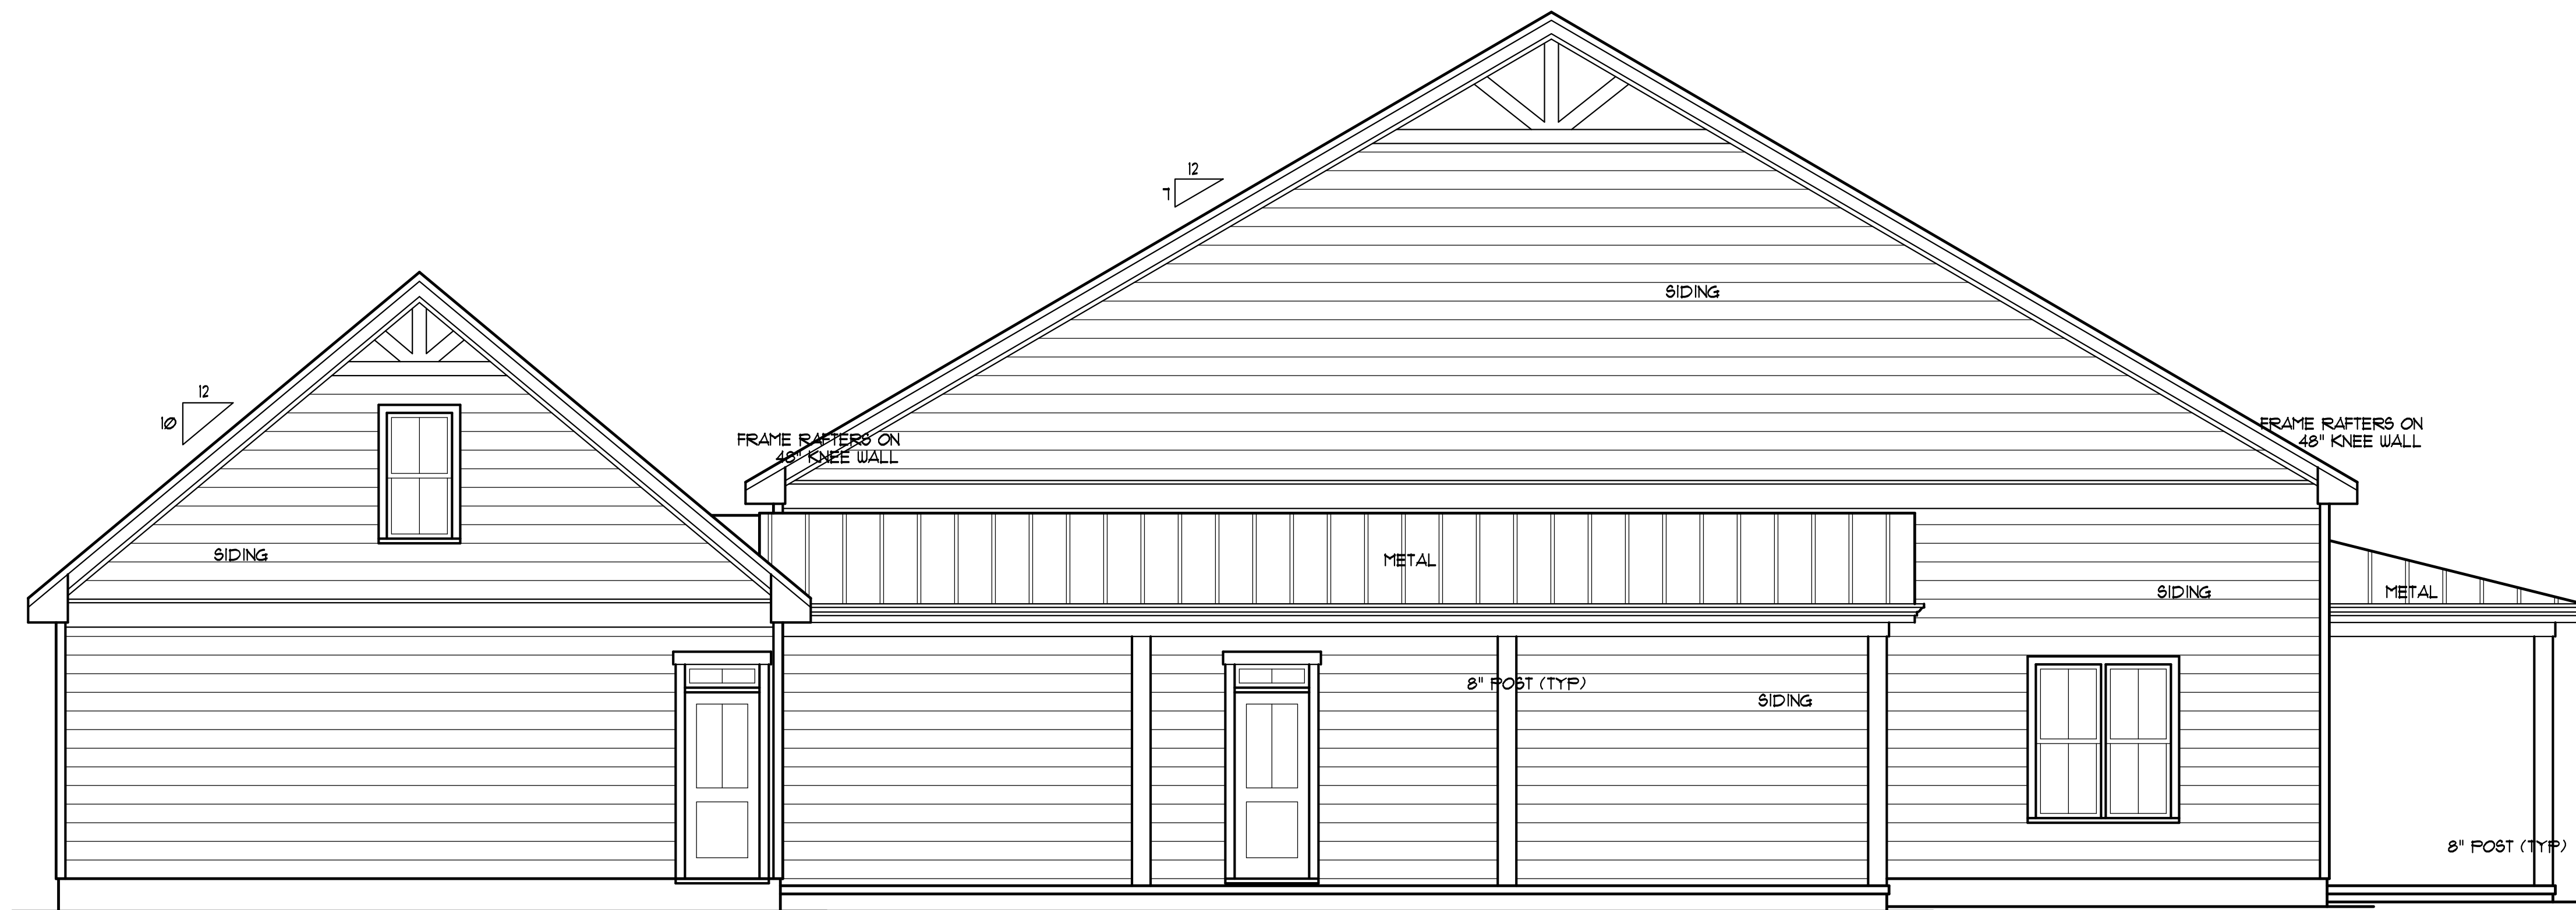 12
7
SIDING
12
10
FRAME RAFTERS ON
48" KNEE WALL
FRAME RAFTERS ON
48" KNEE WALL
SIDING
METAL
SIDING
METAL
8" POST (TYP)
SIDING
8" POST (TYP)